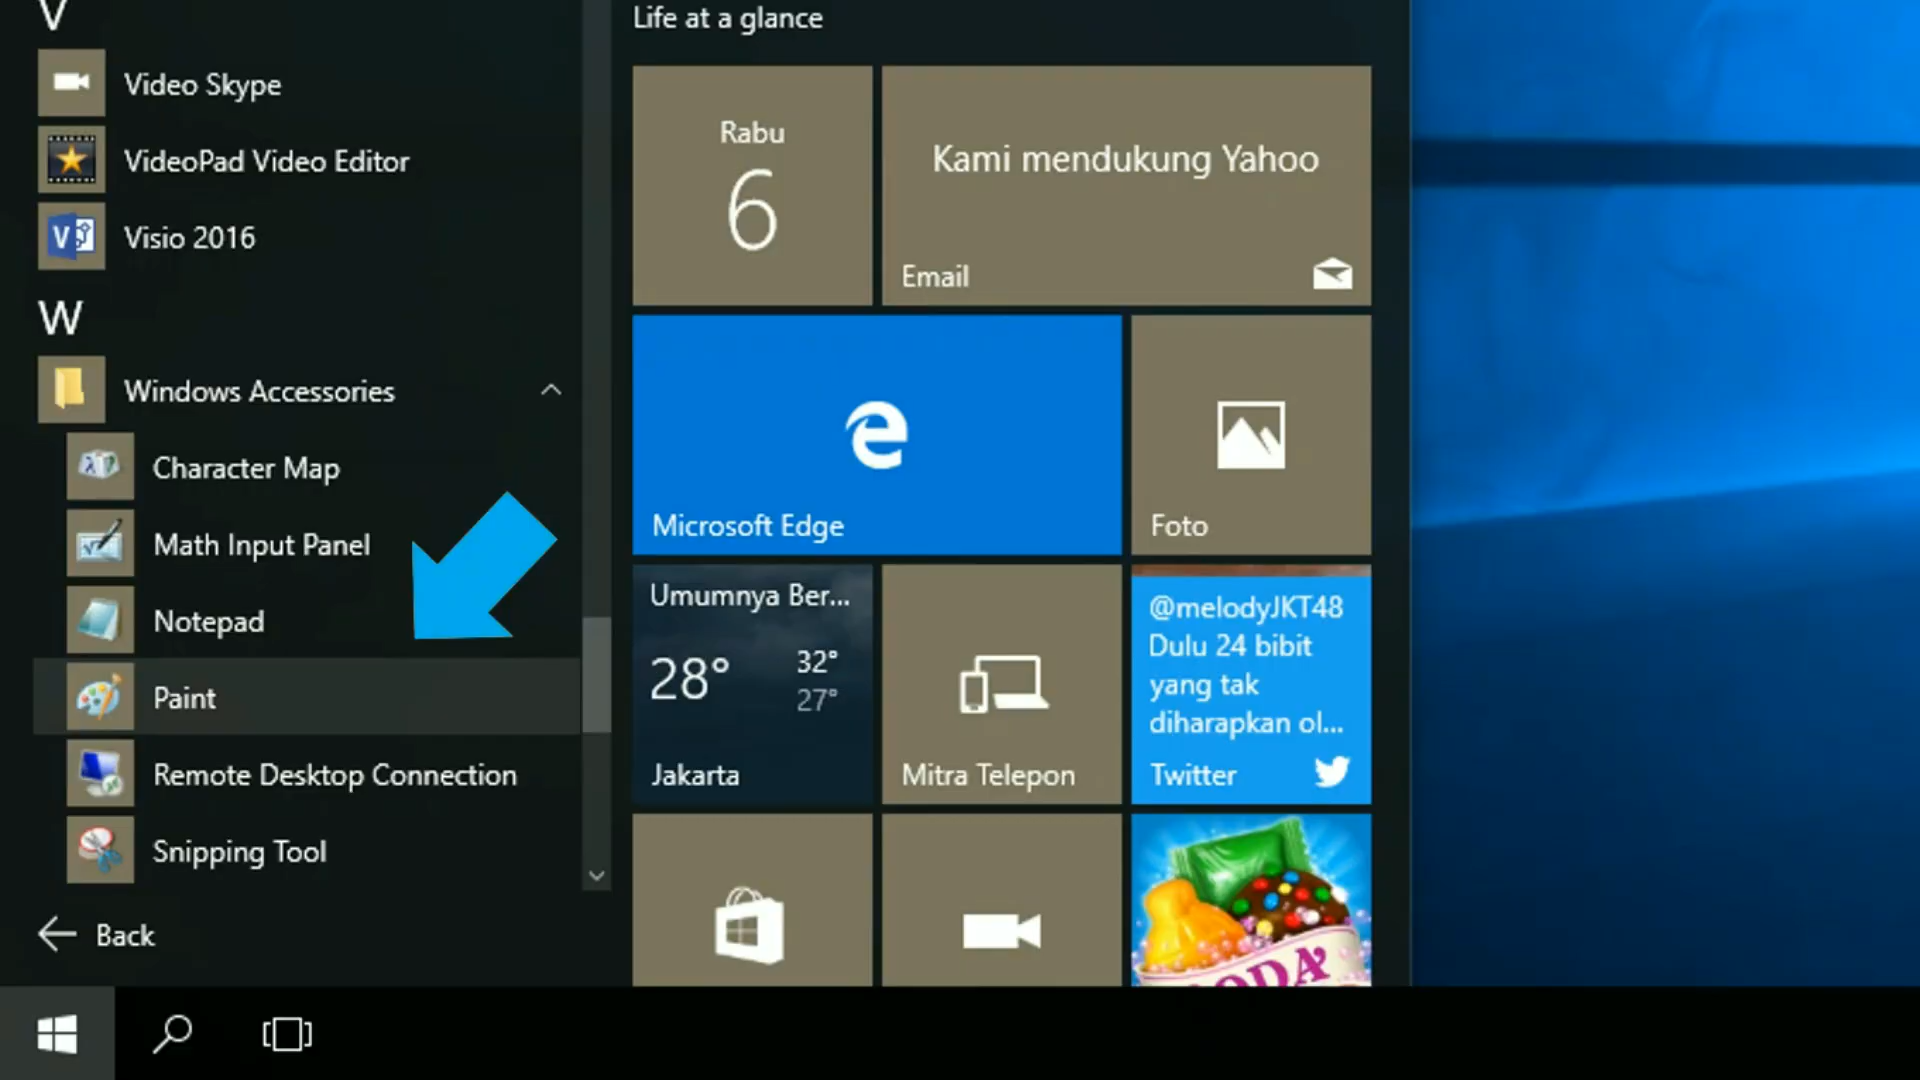 V
Video Skype
VideoPad Video Editor
Visio 2016
W
Windows Accessories
Character Map
Math Input Panel
Notepad
Paint
Remote Desktop Connection
Snipping Tool
Back
Life at a glance
Rabu
6
Kami mendukung Yahoo
Email
Microsoft Edge
Foto
Umumnya Ber...
28°
32°
27°
Jakarta
Mitra Telepon
@melodyJKT48
Dulu 24 bibit
yang tak
diharapkan ol...
Twitter